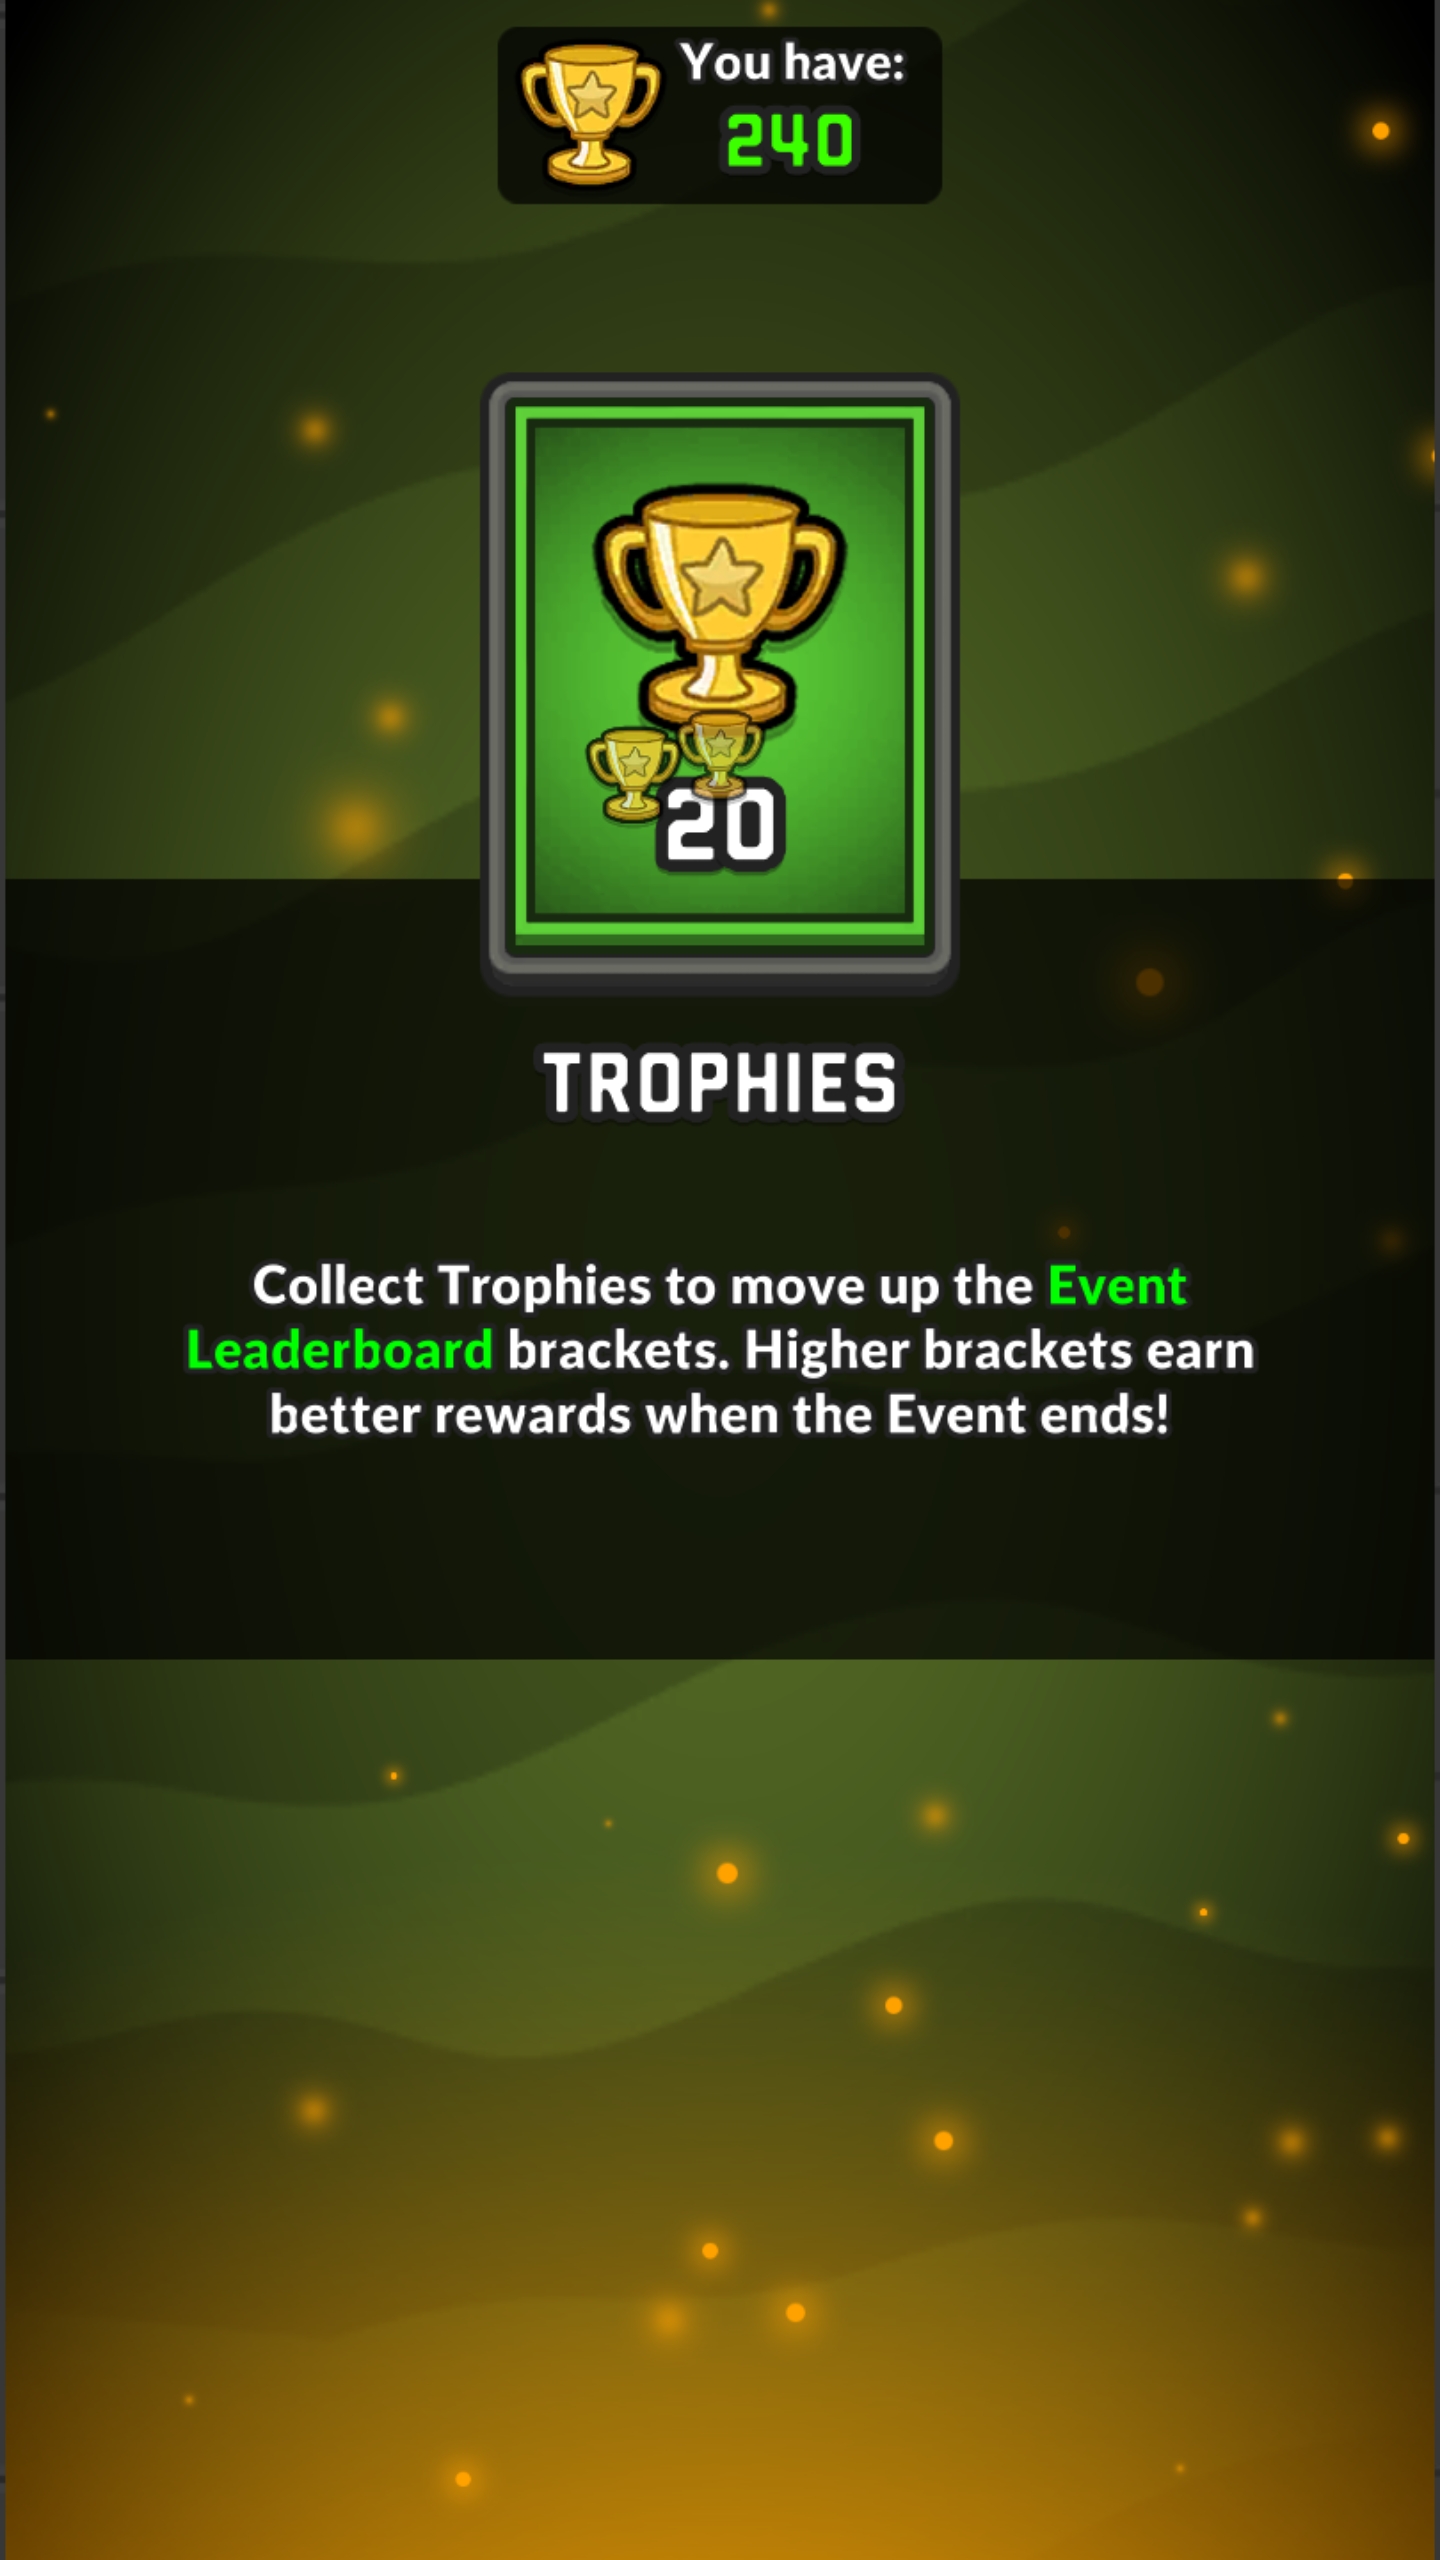 You have:
240
20
TROPHIES
Collect Trophies to move up the Event
Leaderboard brackets. Higher brackets earn
better rewards when the Event ends!